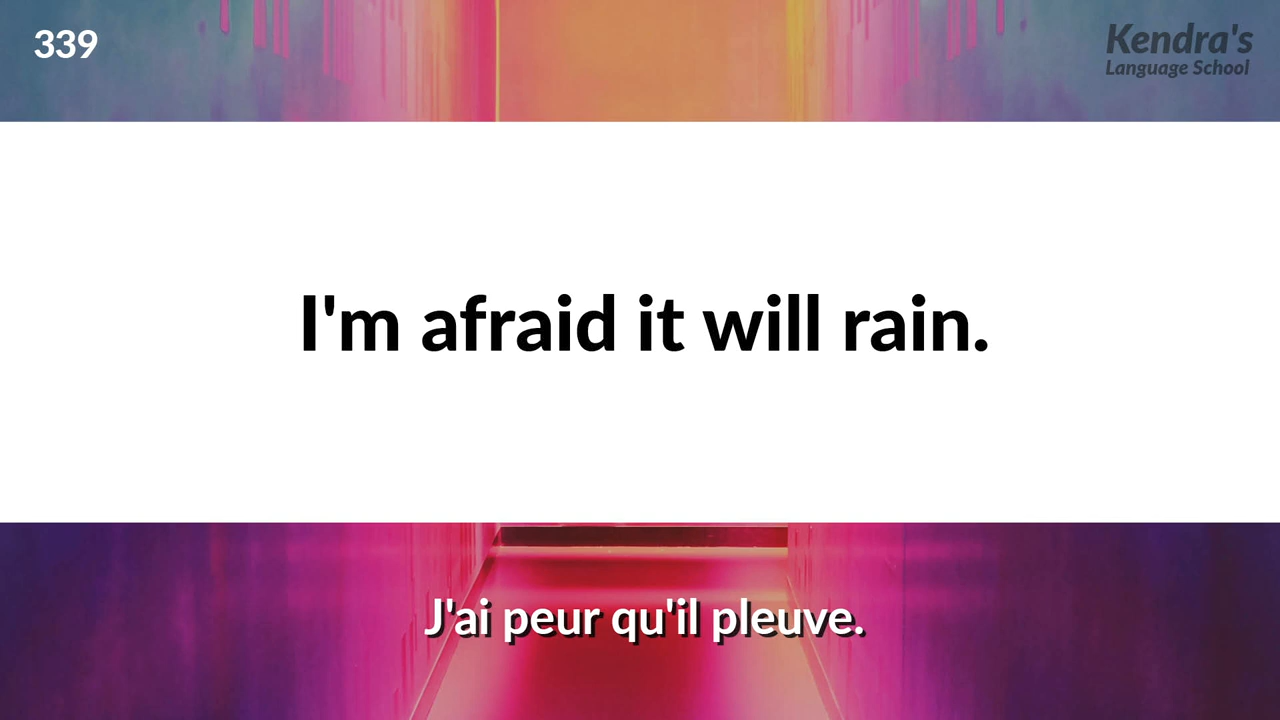 339
Kendra's
Language School
I'm afraid it will rain.
J'ai peur qu'il pleuve.